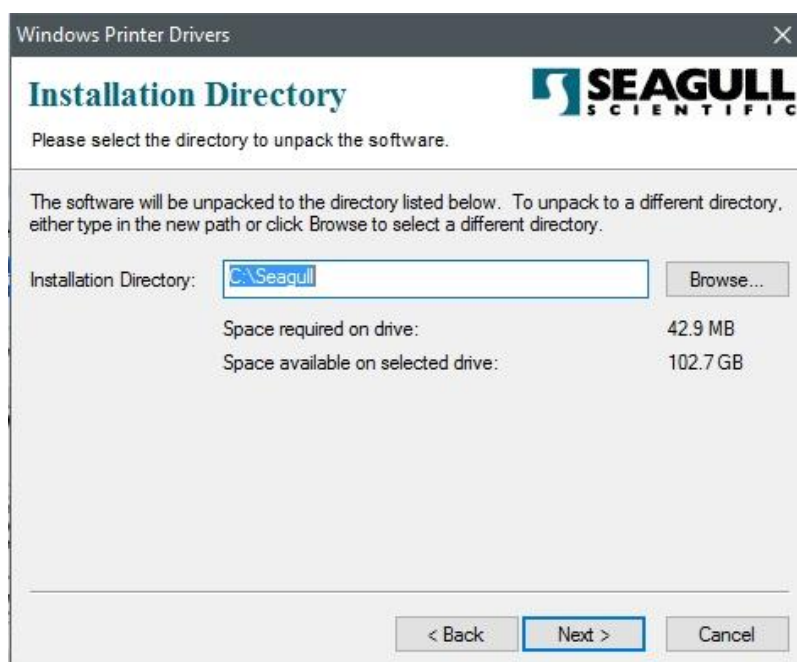 Windows Printer Drivers
Installation Directory
SEAGULL
SCIENTIFIC
Please select the directory to unpack the software.
The software will be unpacked to the directory listed below. To unpack to a different directory,
either type in the new path or click Browse to select a different directory.
Installation Directory: C:\Seagull Browse...
Space required on drive: 42.9 MB
Space available on selected drive: 102.7 GB
< Back Next > Cancel